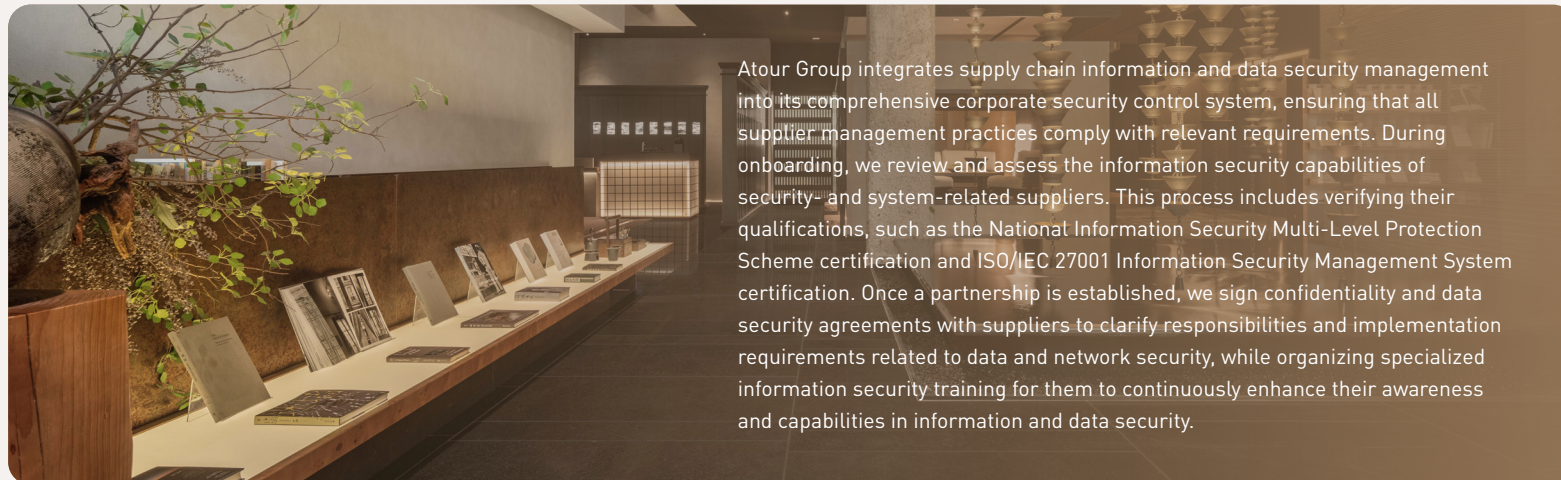 Atour Group integrates supply chain information and data security management
into its comprehensive corporate security control system, ensuring that all
supplier management practices comply with relevant requirements. During
onboarding, we review and assess the information security capabilities of
security- and system-related suppliers. This process includes verifying their
qualifications, such as the National Information Security Multi-Level Protection
Scheme certification and ISO/IEC 27001 Information Security Management System
certification. Once a partnership is established, we sign confidentiality and data
security agreements with suppliers to clarify responsibilities and implementation
requirements related to data and network security, while organizing specialized
information security training for them to continuously enhance their awareness
and capabilities in information and data security.